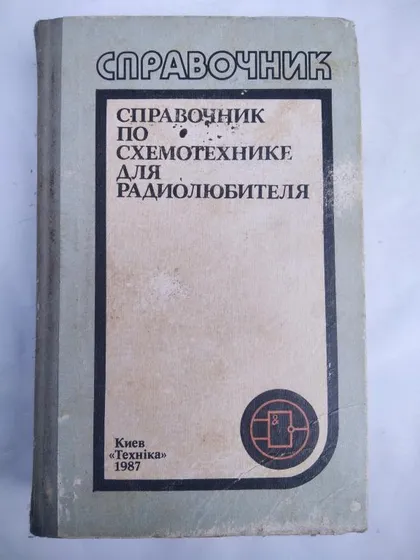 СПРАВОЧНИК
СПРАВОЧНИК
ПО
СХЕМОТЕХНИКЕ
ДЛЯ
РАДИОЛЮБИТЕЛЯ
&
Киев
«Техніка»
1987